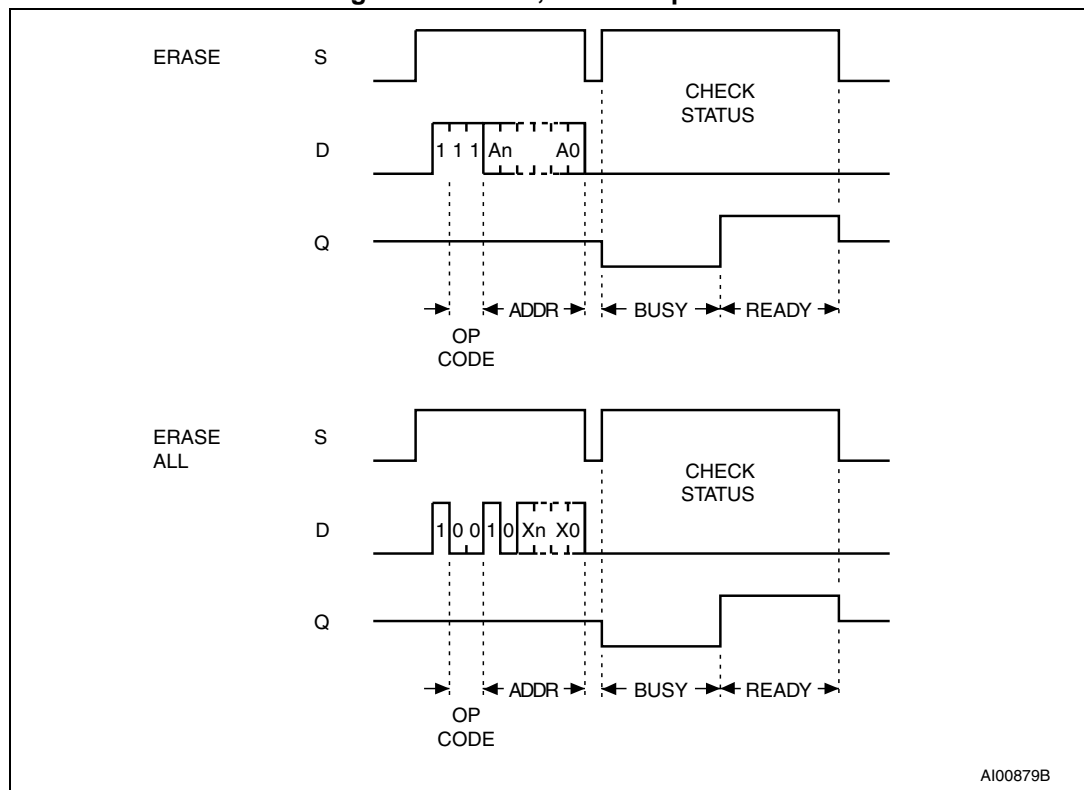 ERASE S
CHECK
STATUS
D 1 1 1 An A0
Q
ADDR BUSY READY
OP
CODE
ERASE
ALL
S
CHECK
STATUS
D 1 0 0 1 0 Xn X0
Q
ADDR BUSY READY
OP
CODE
AI00879B